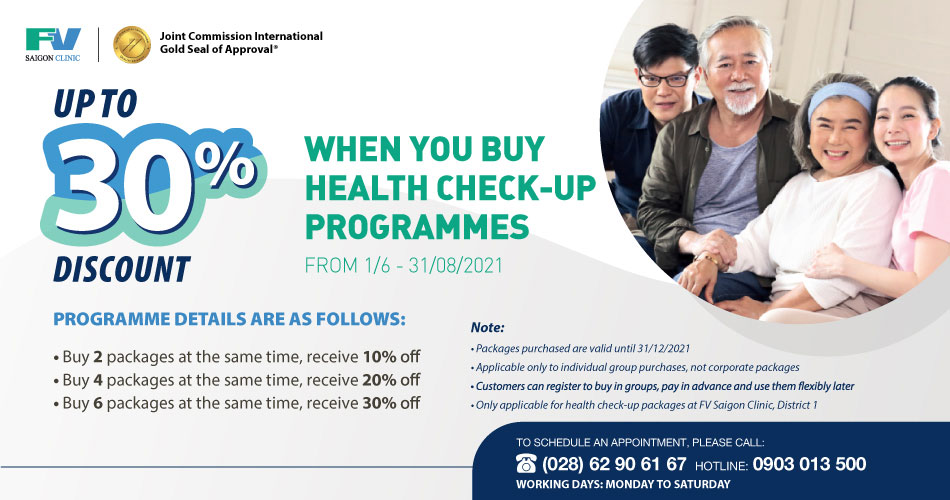 FV
SAIGON CLINIC
Joint Commission International
Gold Seal of Approval®
UP TO
30%
DISCOUNT
WHEN YOU BUY
HEALTH CHECK-UP
PROGRAMMES
FROM 1/6 - 31/08/2021
PROGRAMME DETAILS ARE AS FOLLOWS:
• Buy 2 packages at the same time, receive 10% off
• Buy 4 packages at the same time, receive 20% off
• Buy 6 packages at the same time, receive 30% off
Note:
• Packages purchased are valid until 31/12/2021
• Applicable only to individual group purchases, not corporate packages
• Customers can register to buy in groups, pay in advance and use them flexibly later
• Only applicable for health check-up packages at FV Saigon Clinic, District 1
TO SCHEDULE AN APPOINTMENT, PLEASE CALL:
☎ (028) 62 90 61 67 HOTLINE: 0903 013 500
WORKING DAYS: MONDAY TO SATURDAY